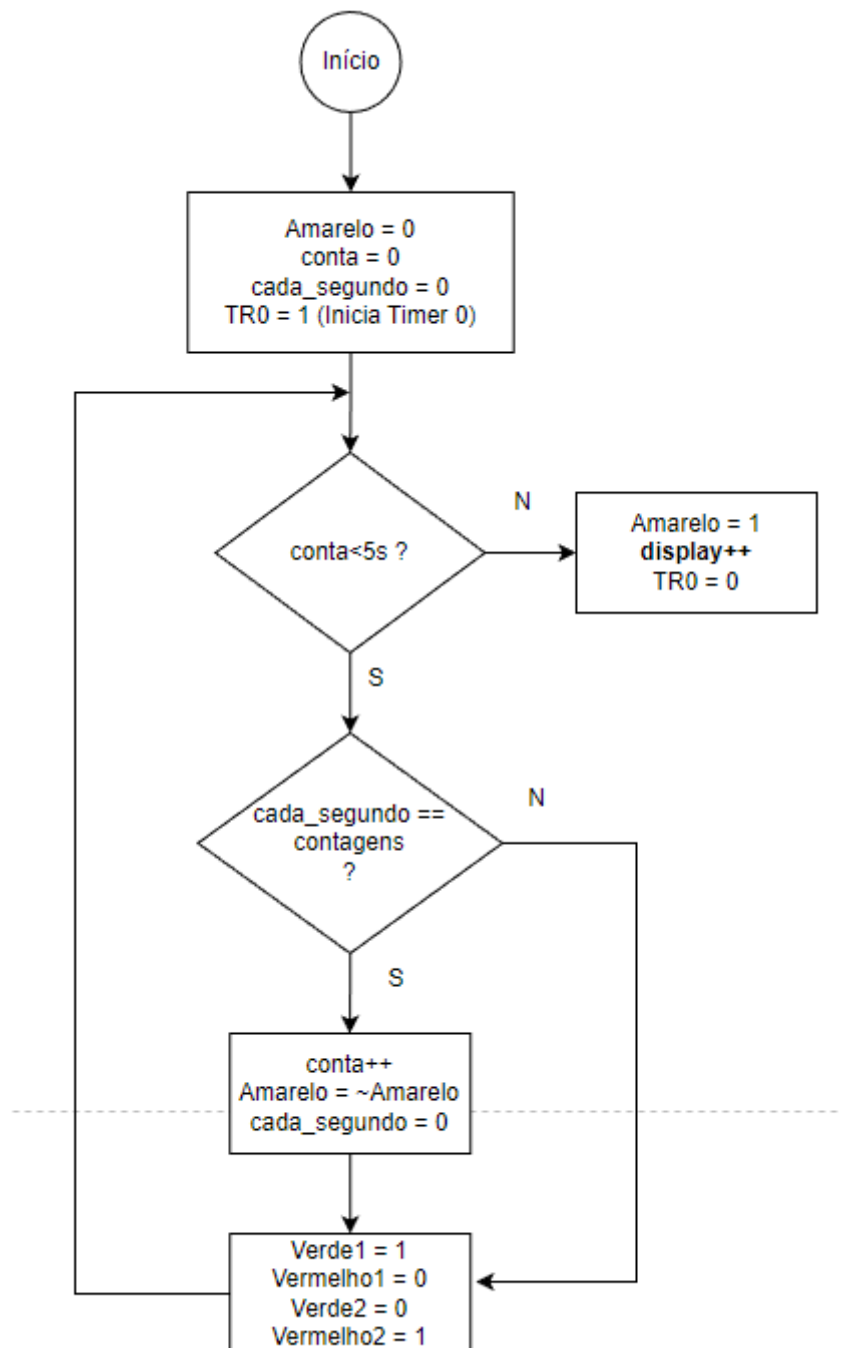 Início
Amarelo = 0
conta = 0
cada_segundo = 0
TR0 = 1 (Inicia Timer 0)
conta<5s ?
N
Amarelo = 1
display++
TR0 = 0
S
cada_segundo ==
contagens
?
N
S
conta++
Amarelo = ~Amarelo
cada_segundo = 0
Verde1 = 1
Vermelho1 = 0
Verde2 = 0
Vermelho2 = 1